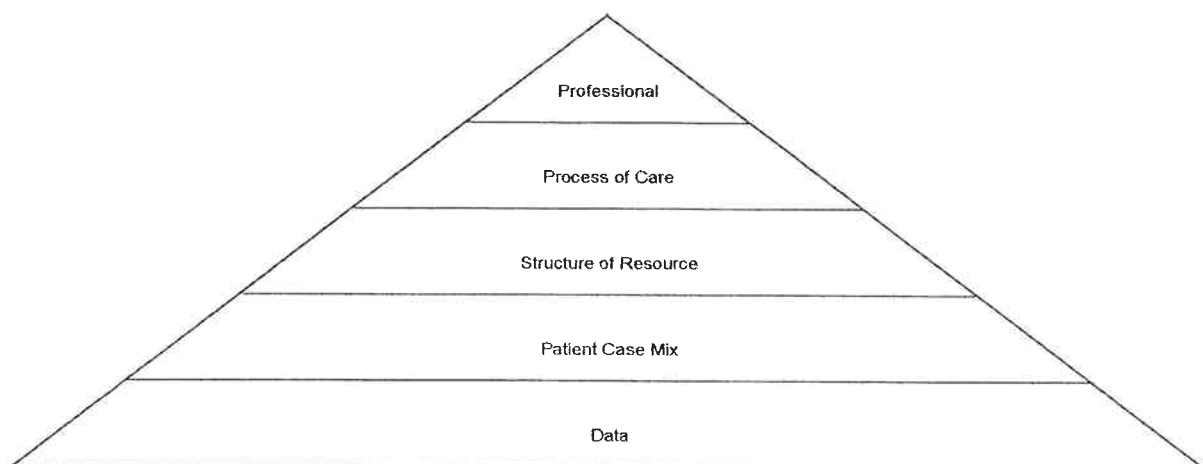 Professional
Process of Care
Structure of Resource
Patient Case Mix
Data